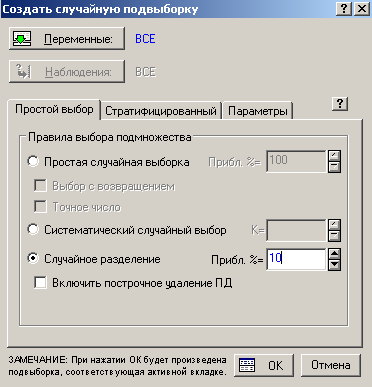 Создать случайную подвыборку
Переменные: ВСЕ
Наблюдения: ВСЕ
Простой выбор Стратифицированный Параметры ?
Правила выбора подмножества
Простая случайная выборка Прибл. %= 100
Выбор с возвращением
Точное число
Систематический случайный выбор К=
Случайное разделение Прибл. %= 10
Включить построчное удаление ПД
ЗАМЕЧАНИЕ: При нажатии ОК будет произведена
подвыборка, соответствующая активной вкладке.
OK Отмена